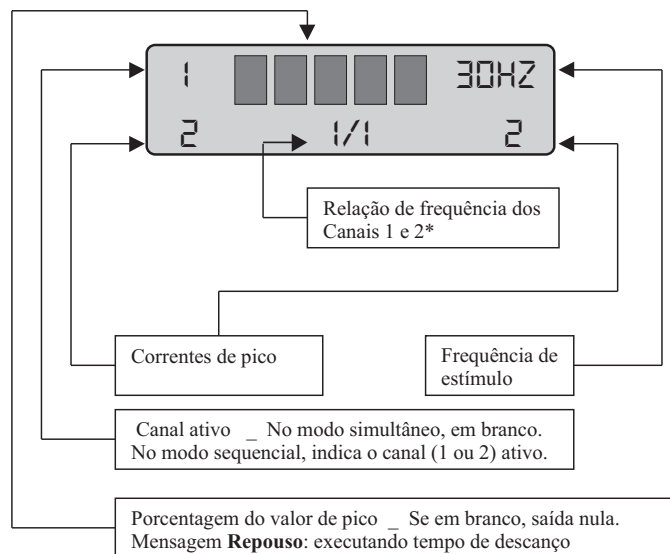 1 30HZ
2 1/1 2
Relação de frequência dos
Canais 1 e 2*
Correntes de pico
Frequência de
estímulo
Canal ativo _ No modo simultâneo, em branco.
No modo sequencial, indica o canal (1 ou 2) ativo.
Porcentagem do valor de pico _ Se em branco, saída nula.
Mensagem Repouso: executando tempo de descanço